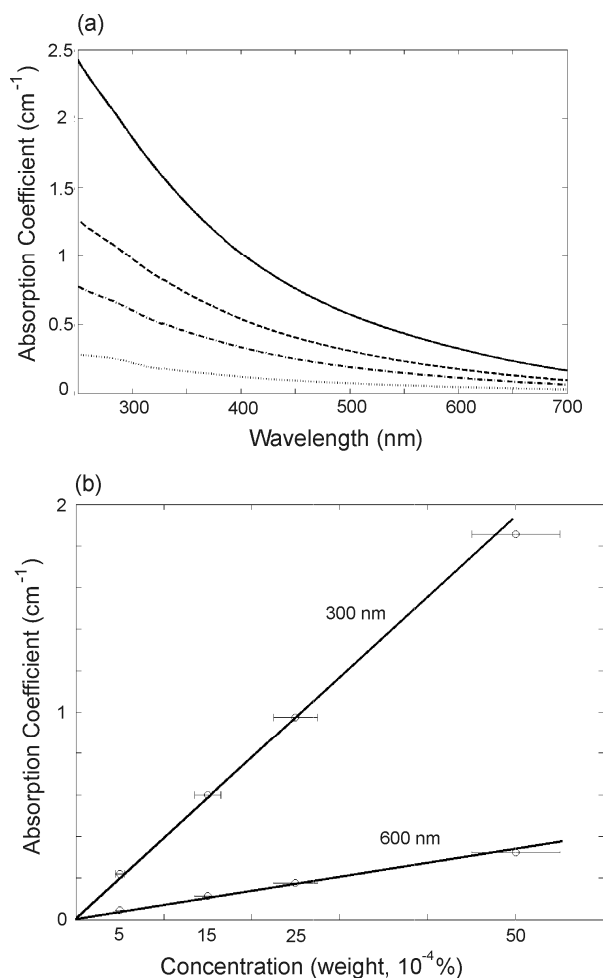 (a)
2.5
2
1.5
1
0.5
0
300 400 500 600 700
Absorption Coefficient (cm⁻¹)
Wavelength (nm)
(b)
2
1
0
300 nm
600 nm
5 15 25 50
Absorption Coefficient (cm⁻¹)
Concentration (weight, 10⁻⁴%)